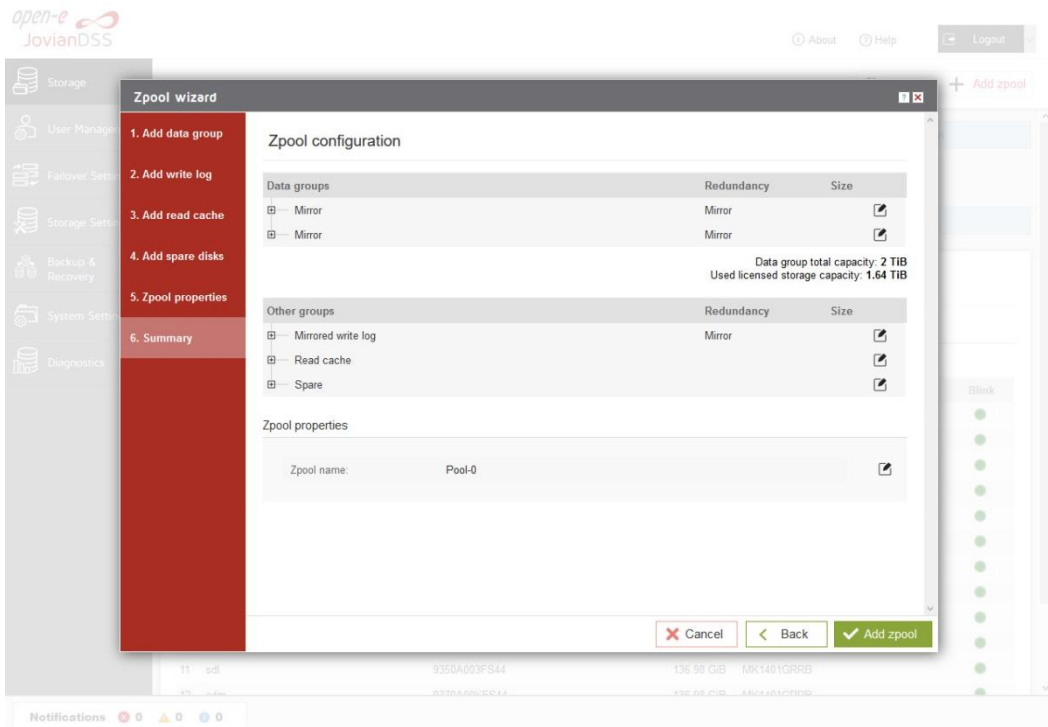 open-e
JovianDSS
About
Help
Logout
Storage
Add zpool
Zpool wizard
User Manage
Failover Setti
Storage Setti
Backup &
Recovery
System Settin
Diagnostics
1. Add data group
2. Add write log
3. Add read cache
4. Add spare disks
5. Zpool properties
6. Summary
Zpool configuration
Data groups Redundancy Size
Mirror Mirror
Mirror Mirror
Data group total capacity: 2 TiB
Used licensed storage capacity: 1.64 TiB
Other groups Redundancy Size
Mirrored write log Mirror
Read cache
Spare
Zpool properties
Zpool name: Pool-0
Cancel Back Add zpool
Blink
11 sdl 9350A003FS44 136.98 GiB MK1401GRRB
Notifications 0 0 0